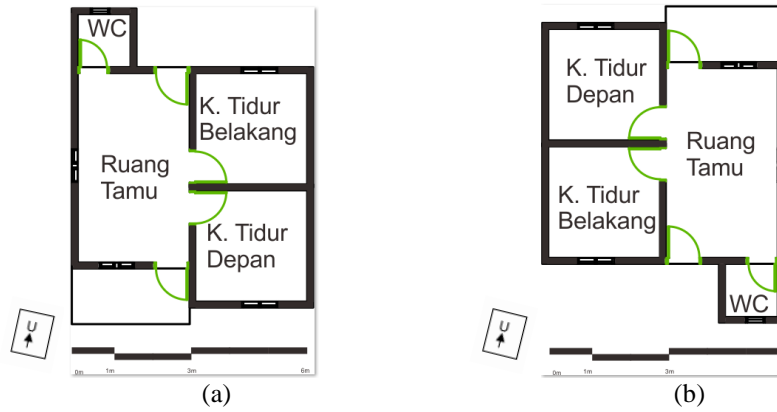 WC
K. Tidur
Belakang
Ruang
Tamu
K. Tidur
Depan
U
0m 1m 3m 6m
(a)
K. Tidur
Depan
Ruang
Tamu
K. Tidur
Belakang
WC
U
0m 1m 3m
(b)